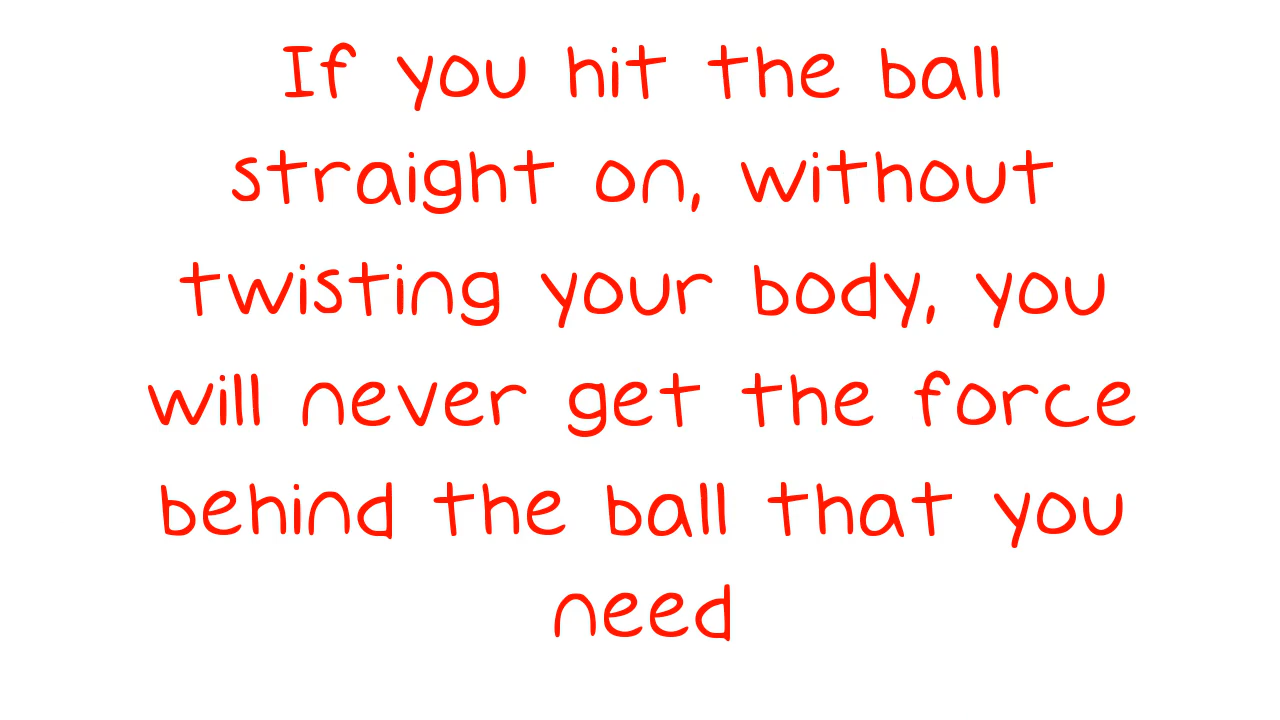 If you hit the ball
straight on, without
twisting your body, you
will never get the force
behind the ball that you
need